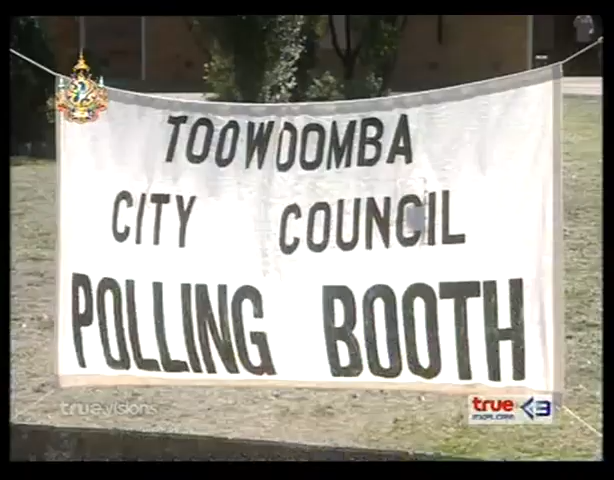 TOOWOOMBA
CITY COUNCIL
POLLING BOOTH
truevisions
true